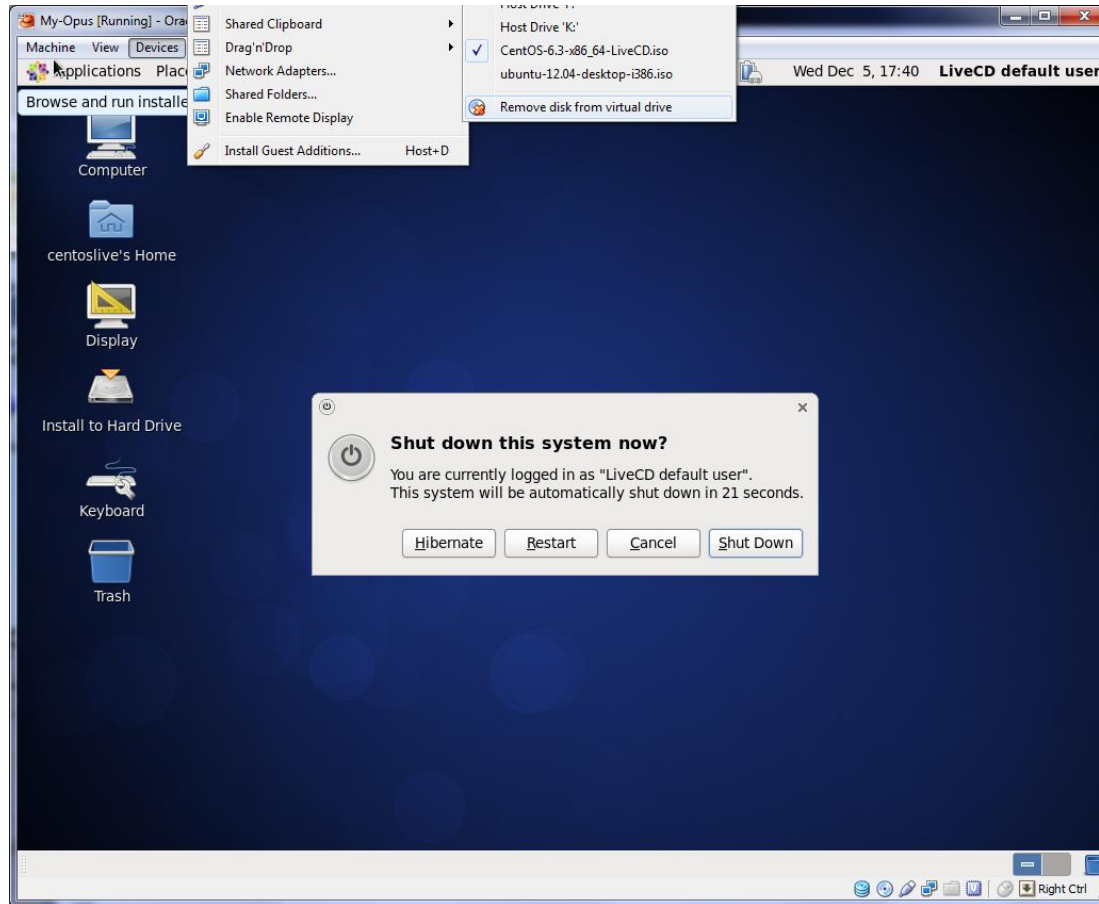 My-Opus [Running] - Ora
Machine View Devices
Shared Clipboard
Drag'n'Drop
Network Adapters...
Shared Folders...
Enable Remote Display
Install Guest Additions... Host+D
Host Drive 'K:'
CentOS-6.3-x86_64-LiveCD.iso
ubuntu-12.04-desktop-i386.iso
Remove disk from virtual drive
Applications Plac
Wed Dec 5, 17:40 LiveCD default user
Browse and run installe
Computer
centoslive's Home
Display
Install to Hard Drive
Keyboard
Trash
Shut down this system now?
You are currently logged in as "LiveCD default user".
This system will be automatically shut down in 21 seconds.
Hibernate Restart Cancel Shut Down
Right Ctrl